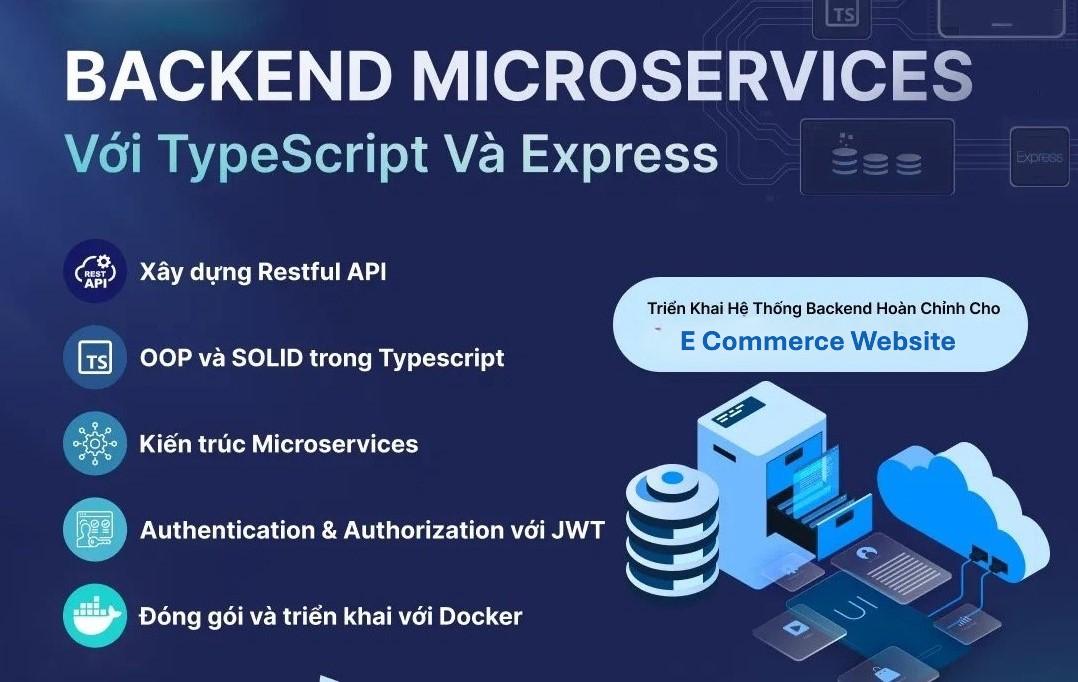 TS
BACKEND MICROSERVICES
Với TypeScript Và Express
Express
REST
API
Xây dựng Restful API
Triển Khai Hệ Thống Backend Hoàn Chỉnh Cho
E Commerce Website
TS
OOP và SOLID trong Typescript
Kiến trúc Microservices
Authentication & Authorization với JWT
Đóng gói và triển khai với Docker
UI